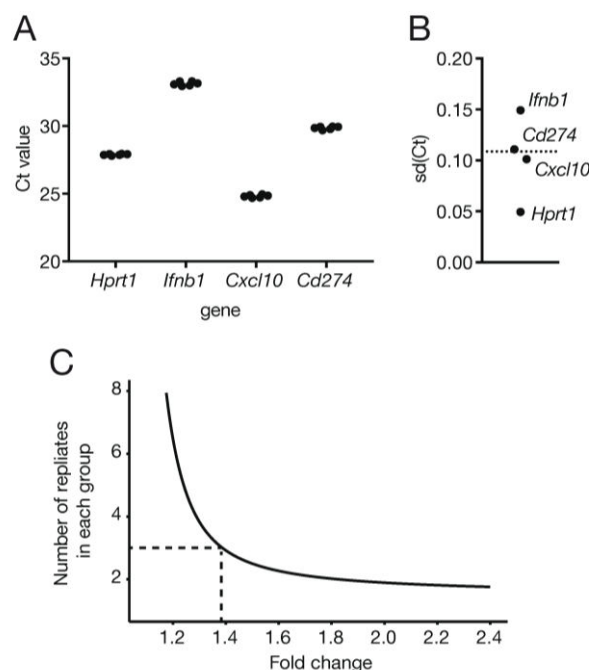 A
35
30
25
20
Ct value
Hprt1 Ifnb1 Cxcl10 Cd274
gene
B
0.20
0.15
0.10
0.05
0.00
sd(Ct)
Ifnb1
Cd274
Cxcl10
Hprt1
C
8
6
4
2
Number of repliates
in each group
1.2 1.4 1.6 1.8 2.0 2.2 2.4
Fold change